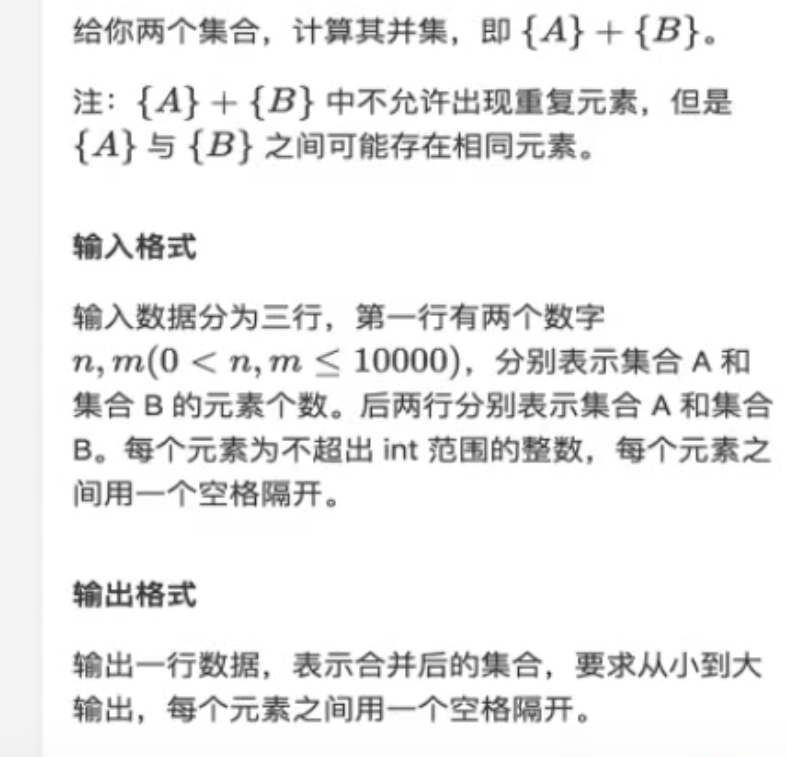 给你两个集合，计算其并集，即 {A} + {B}。
注：{A} + {B} 中不允许出现重复元素，但是
{A} 与 {B} 之间可能存在相同元素。
输入格式
输入数据分为三行，第一行有两个数字
n, m(0 < n, m ≤ 10000)，分别表示集合 A 和
集合 B 的元素个数。后两行分别表示集合 A 和集合
B。每个元素为不超出 int 范围的整数，每个元素之
间用一个空格隔开。
输出格式
输出一行数据，表示合并后的集合，要求从小到大
输出，每个元素之间用一个空格隔开。